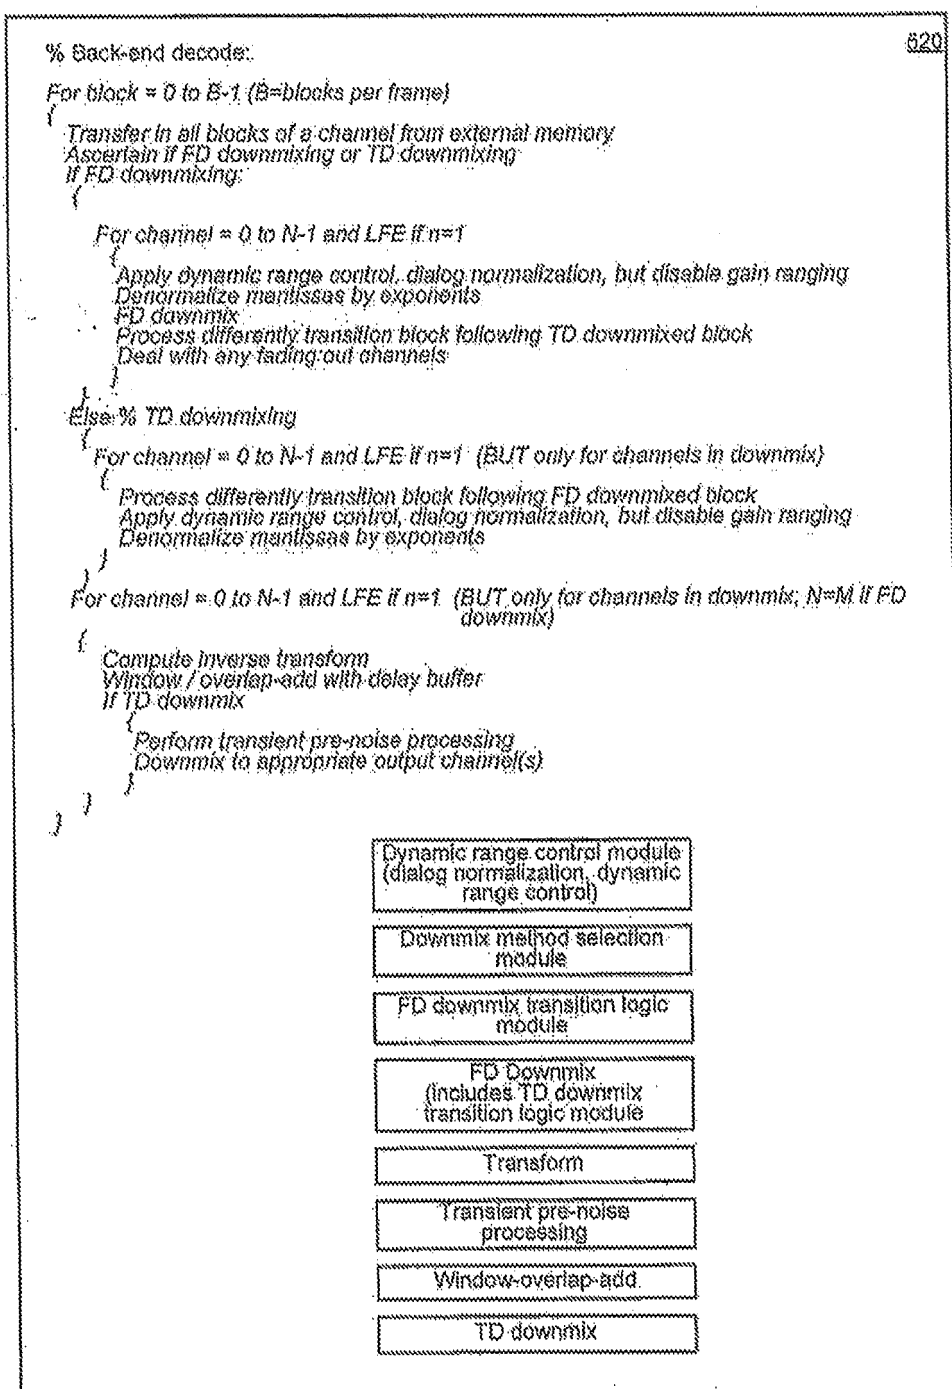 620
% Back-end decode:
For block = 0 to B-1 (B=blocks per frame)
{
Transfer in all blocks of a channel from external memory
Ascertain if FD downmixing or TD downmixing
If FD downmixing:
{
For channel = 0 to N-1 and LFE if n=1
{
Apply dynamic range control, dialog normalization, but disable gain ranging
Denormalize mantissas by exponents
FD downmix
Process differently transition block following TD downmixed block
Deal with any fading out channels
}
}
Else % TD downmixing
{
For channel = 0 to N-1 and LFE if n=1 (BUT only for channels in downmix)
{
Process differently transition block following FD downmixed block
Apply dynamic range control, dialog normalization, but disable gain ranging
Denormalize mantissas by exponents
}
}
For channel = 0 to N-1 and LFE if n=1 (BUT only for channels in downmix; N=M if FD
downmix)
{
Compute inverse transform
Window / overlap-add with delay buffer
If TD downmix
{
Perform transient pre-noise processing
Downmix to appropriate output channel(s)
}
}
}
Dynamic range control module
(dialog normalization, dynamic
range control)
Downmix method selection
module
FD downmix transition logic
module
FD Downmix
(includes TD downmix
transition logic module
Transform
Transient pre-noise
processing
Window-overlap-add
TD downmix